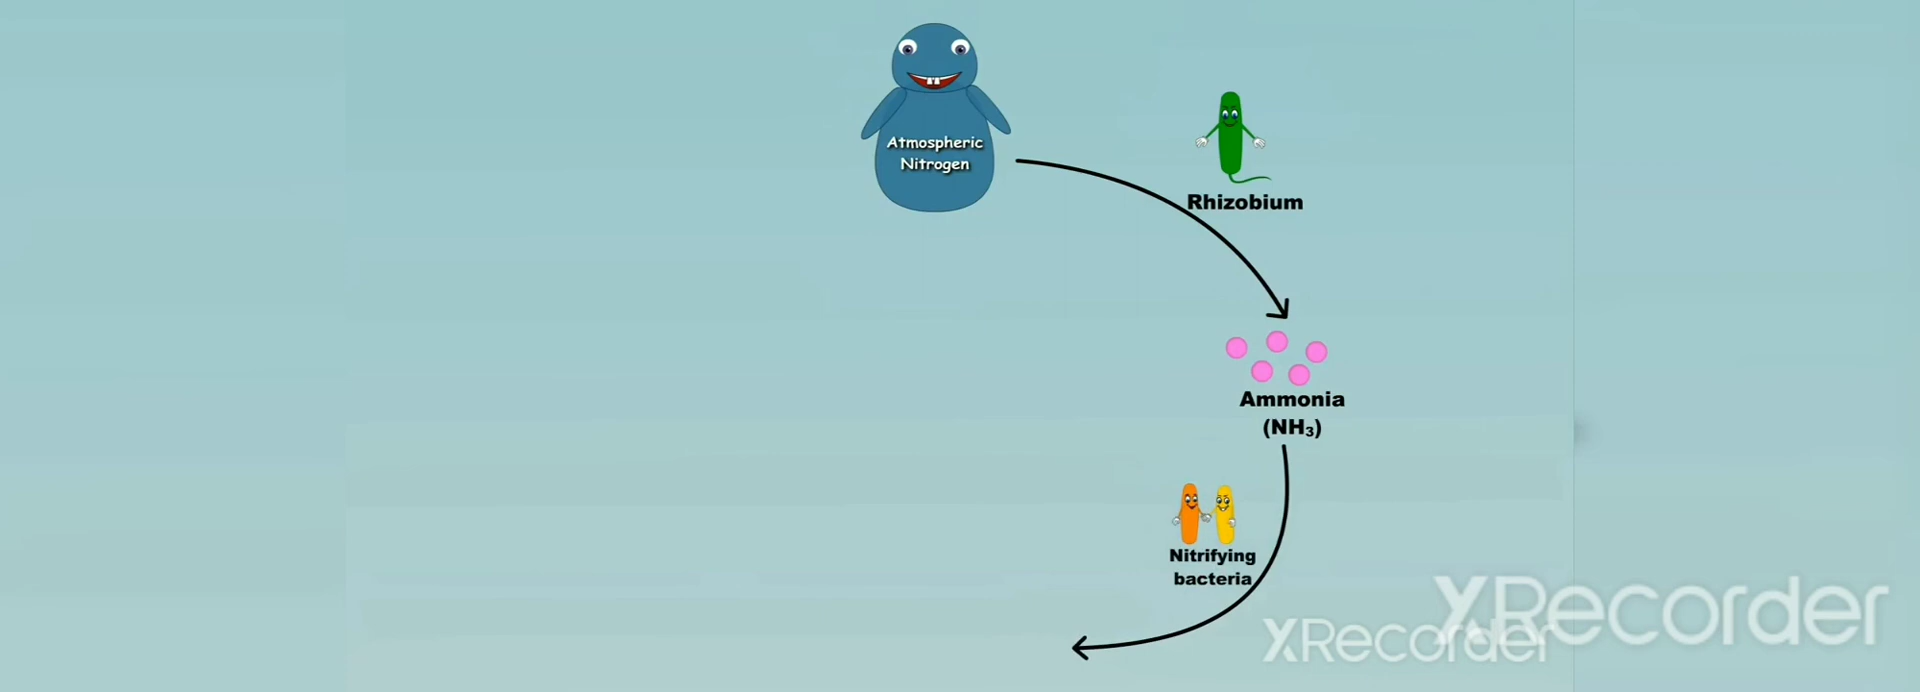 Atmospheric
Nitrogen
Rhizobium
Ammonia
(NH₃)
Nitrifying
bacteria
XRecorder
XRecorder